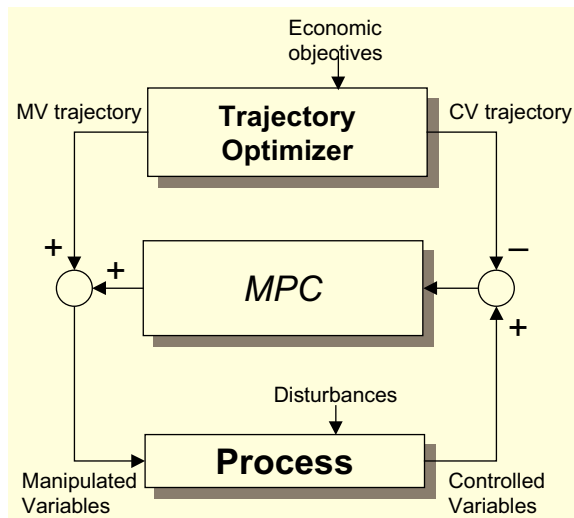 Economic
objectives
MV trajectory
Trajectory
Optimizer
CV trajectory
+
–
+
MPC
+
Disturbances
Process
Manipulated
Variables
Controlled
Variables